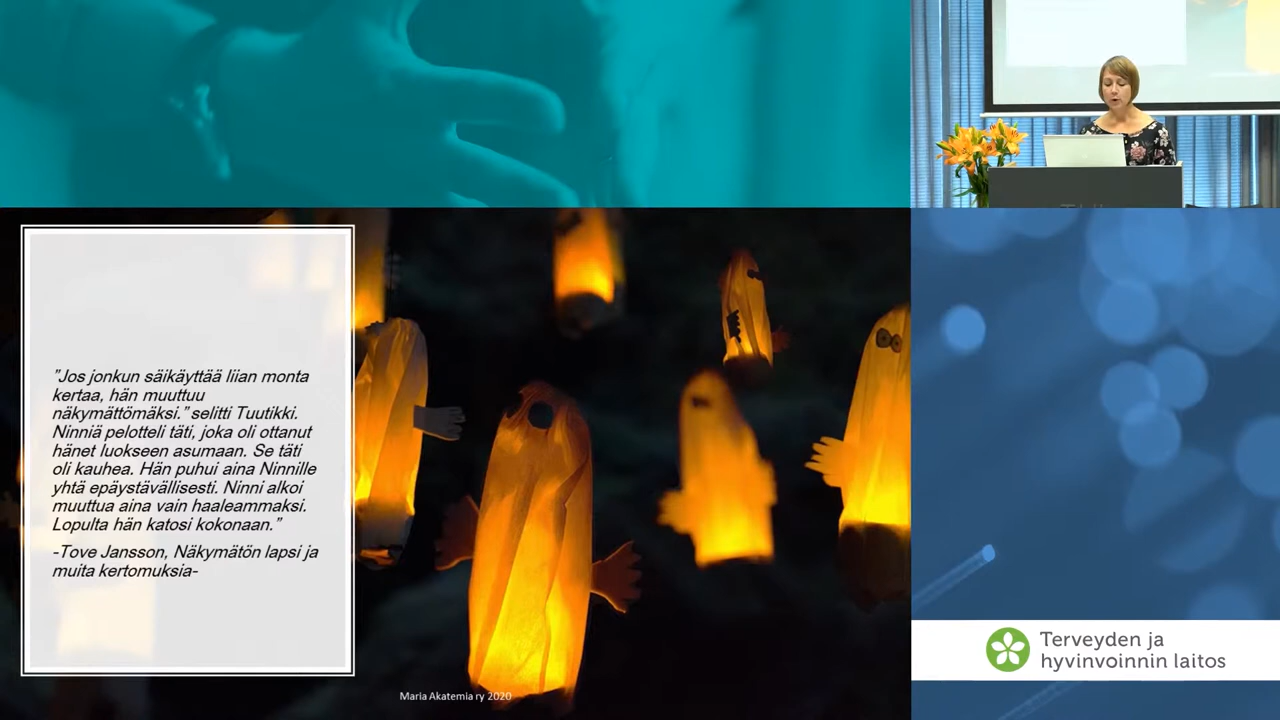 "Jos jonkun säikäyttää liian monta
kertaa, hän muuttuu
näkymättömäksi." selitti Tuutikki.
Ninniä pelotteli täti, joka oli ottanut
hänet luokseen asumaan. Se täti
oli kauhea. Hän puhui aina Ninnille
yhtä epäystävällisesti. Ninni alkoi
muuttua aina vain haaleammaksi.
Lopulta hän katosi kokonaan."
-Tove Jansson, Näkymätön lapsi ja
muita kertomuksia-
Maria Akatemia ry 2020
Terveyden ja
hyvinvoinnin laitos